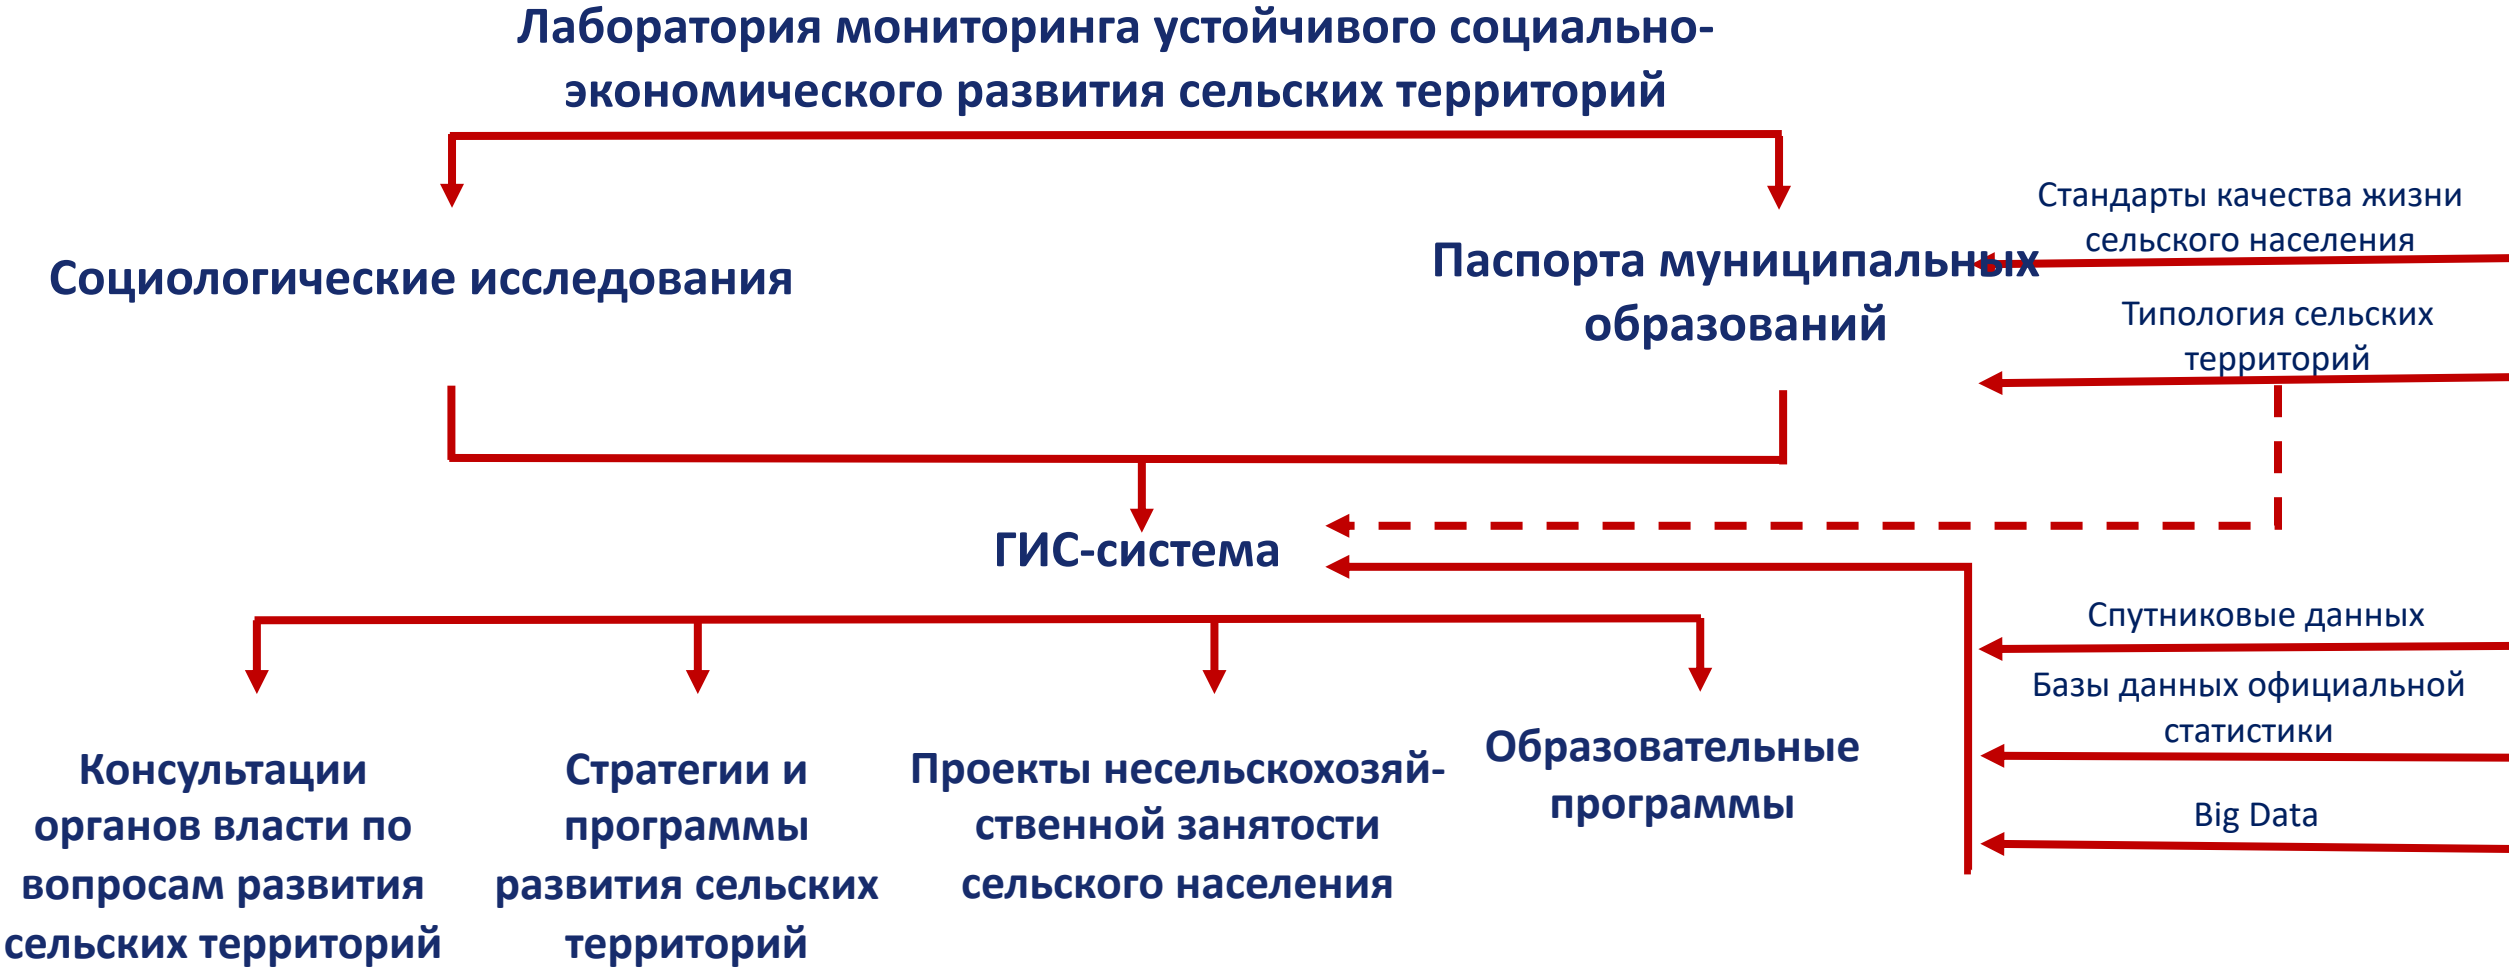 Лаборатория мониторинга устойчивого социально-
экономического развития сельских территорий
Социологические исследования
Паспорта муниципальных
образований
Стандарты качества жизни
сельского населения
Типология сельских
территорий
ГИС-система
Спутниковые данных
Базы данных официальной
статистики
Big Data
Консультации
органов власти по
вопросам развития
сельских территорий
Стратегии и
программы
развития сельских
территорий
Проекты несельскохозяй-
ственной занятости
сельского населения
Образовательные
программы